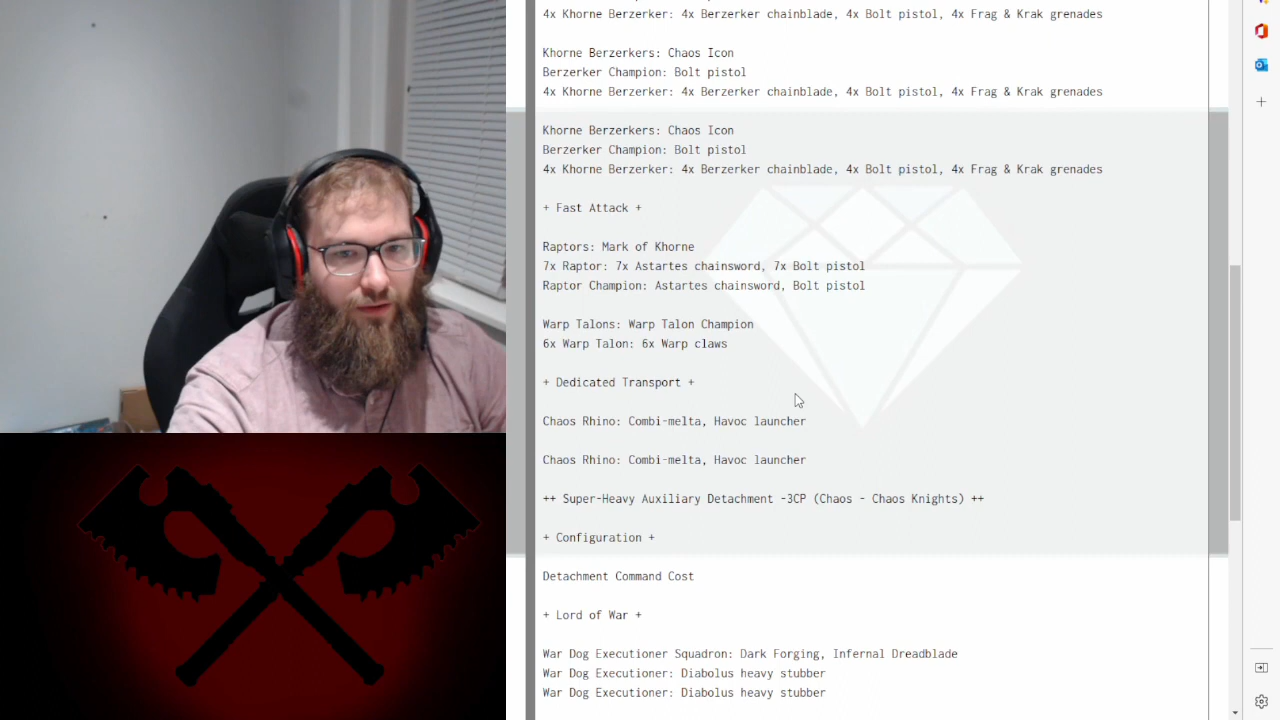 4x Khorne Berzerker: 4x Berzerker chainblade, 4x Bolt pistol, 4x Frag & Krak grenades
Khorne Berzerkers: Chaos Icon
Berzerker Champion: Bolt pistol
4x Khorne Berzerker: 4x Berzerker chainblade, 4x Bolt pistol, 4x Frag & Krak grenades
Khorne Berzerkers: Chaos Icon
Berzerker Champion: Bolt pistol
4x Khorne Berzerker: 4x Berzerker chainblade, 4x Bolt pistol, 4x Frag & Krak grenades
+ Fast Attack +
Raptors: Mark of Khorne
7x Raptor: 7x Astartes chainsword, 7x Bolt pistol
Raptor Champion: Astartes chainsword, Bolt pistol
Warp Talons: Warp Talon Champion
6x Warp Talon: 6x Warp claws
+ Dedicated Transport +
Chaos Rhino: Combi-melta, Havoc launcher
Chaos Rhino: Combi-melta, Havoc launcher
++ Super-Heavy Auxiliary Detachment -3CP (Chaos - Chaos Knights) ++
+ Configuration +
Detachment Command Cost
+ Lord of War +
War Dog Executioner Squadron: Dark Forging, Infernal Dreadblade
War Dog Executioner: Diabolus heavy stubber
War Dog Executioner: Diabolus heavy stubber